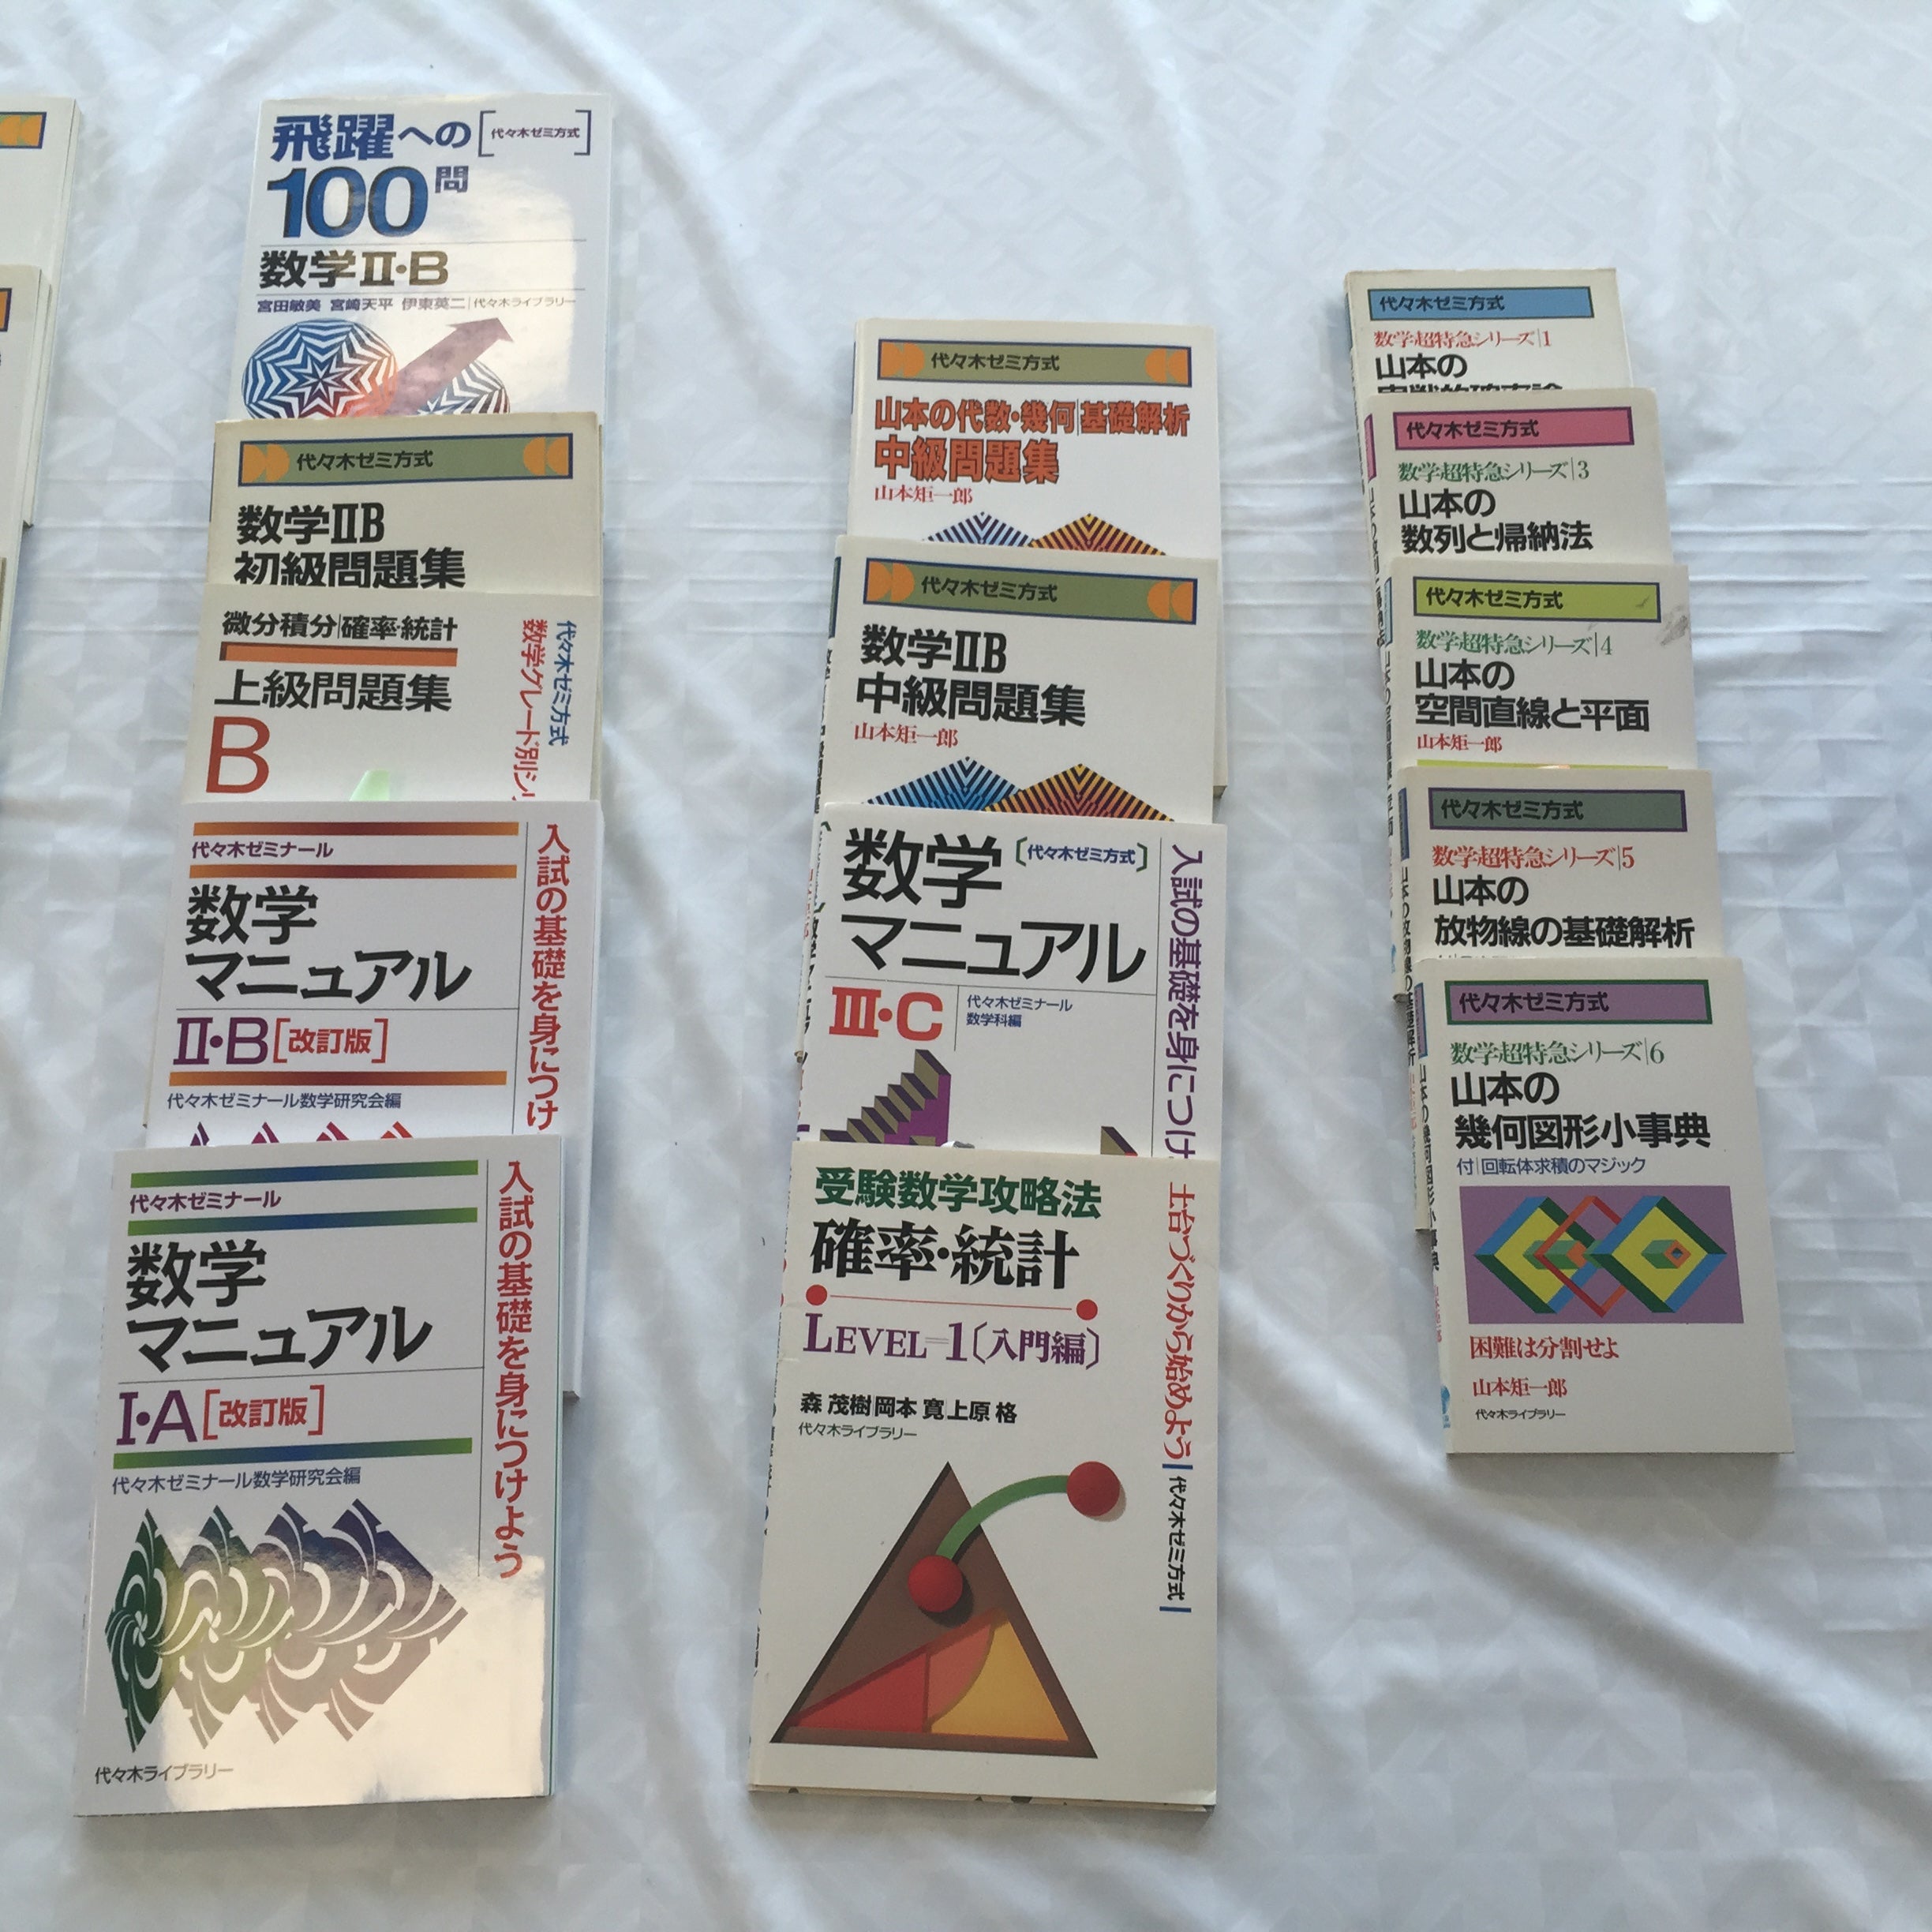 飛躍への
[代々木ゼミ方式]
100問
数学II・B
宮田敏美 宮崎天平 伊東英二|代々木ライブラリー
代々木ゼミ方式
数学IIB
初級問題集
微分積分|確率・統計
上級問題集
B
代々木ゼミ方式
数学グレード別シリ
代々木ゼミナール
数学
マニュアル
II・B[改訂版]
代々木ゼミナール数学研究会編
入試の基礎を身につけ
代々木ゼミナール
数学
マニュアル
I・A[改訂版]
代々木ゼミナール数学研究会編
入試の基礎を身につけよう
代々木ライブラリー
代々木ゼミ方式
山本の代数・幾何|基礎解析
中級問題集
山本矩一郎
代々木ゼミ方式
数学IIB
中級問題集
山本矩一郎
数学
〔代々木ゼミ方式〕
マニュアル
III・C
代々木ゼミナール
数学科編
入試の基礎を身につけ
受験数学攻略法
確率・統計
LEVEL=1〔入門編〕
森 茂樹 岡本 寛 上原 格
代々木ライブラリー
土台づくりから始めよう
代々木ゼミ方式
代々木ゼミ方式
数学超特急シリーズ|1
山本の
代々木ゼミ方式
数学超特急シリーズ|3
山本の
数列と帰納法
代々木ゼミ方式
数学超特急シリーズ|4
山本の
空間直線と平面
山本矩一郎
代々木ゼミ方式
数学超特急シリーズ|5
山本の
放物線の基礎解析
代々木ゼミ方式
数学超特急シリーズ|6
山本の
幾何図形小事典
付|回転体求積のマジック
困難は分割せよ
山本矩一郎
代々木ライブラリー
山本の幾何図形小事典